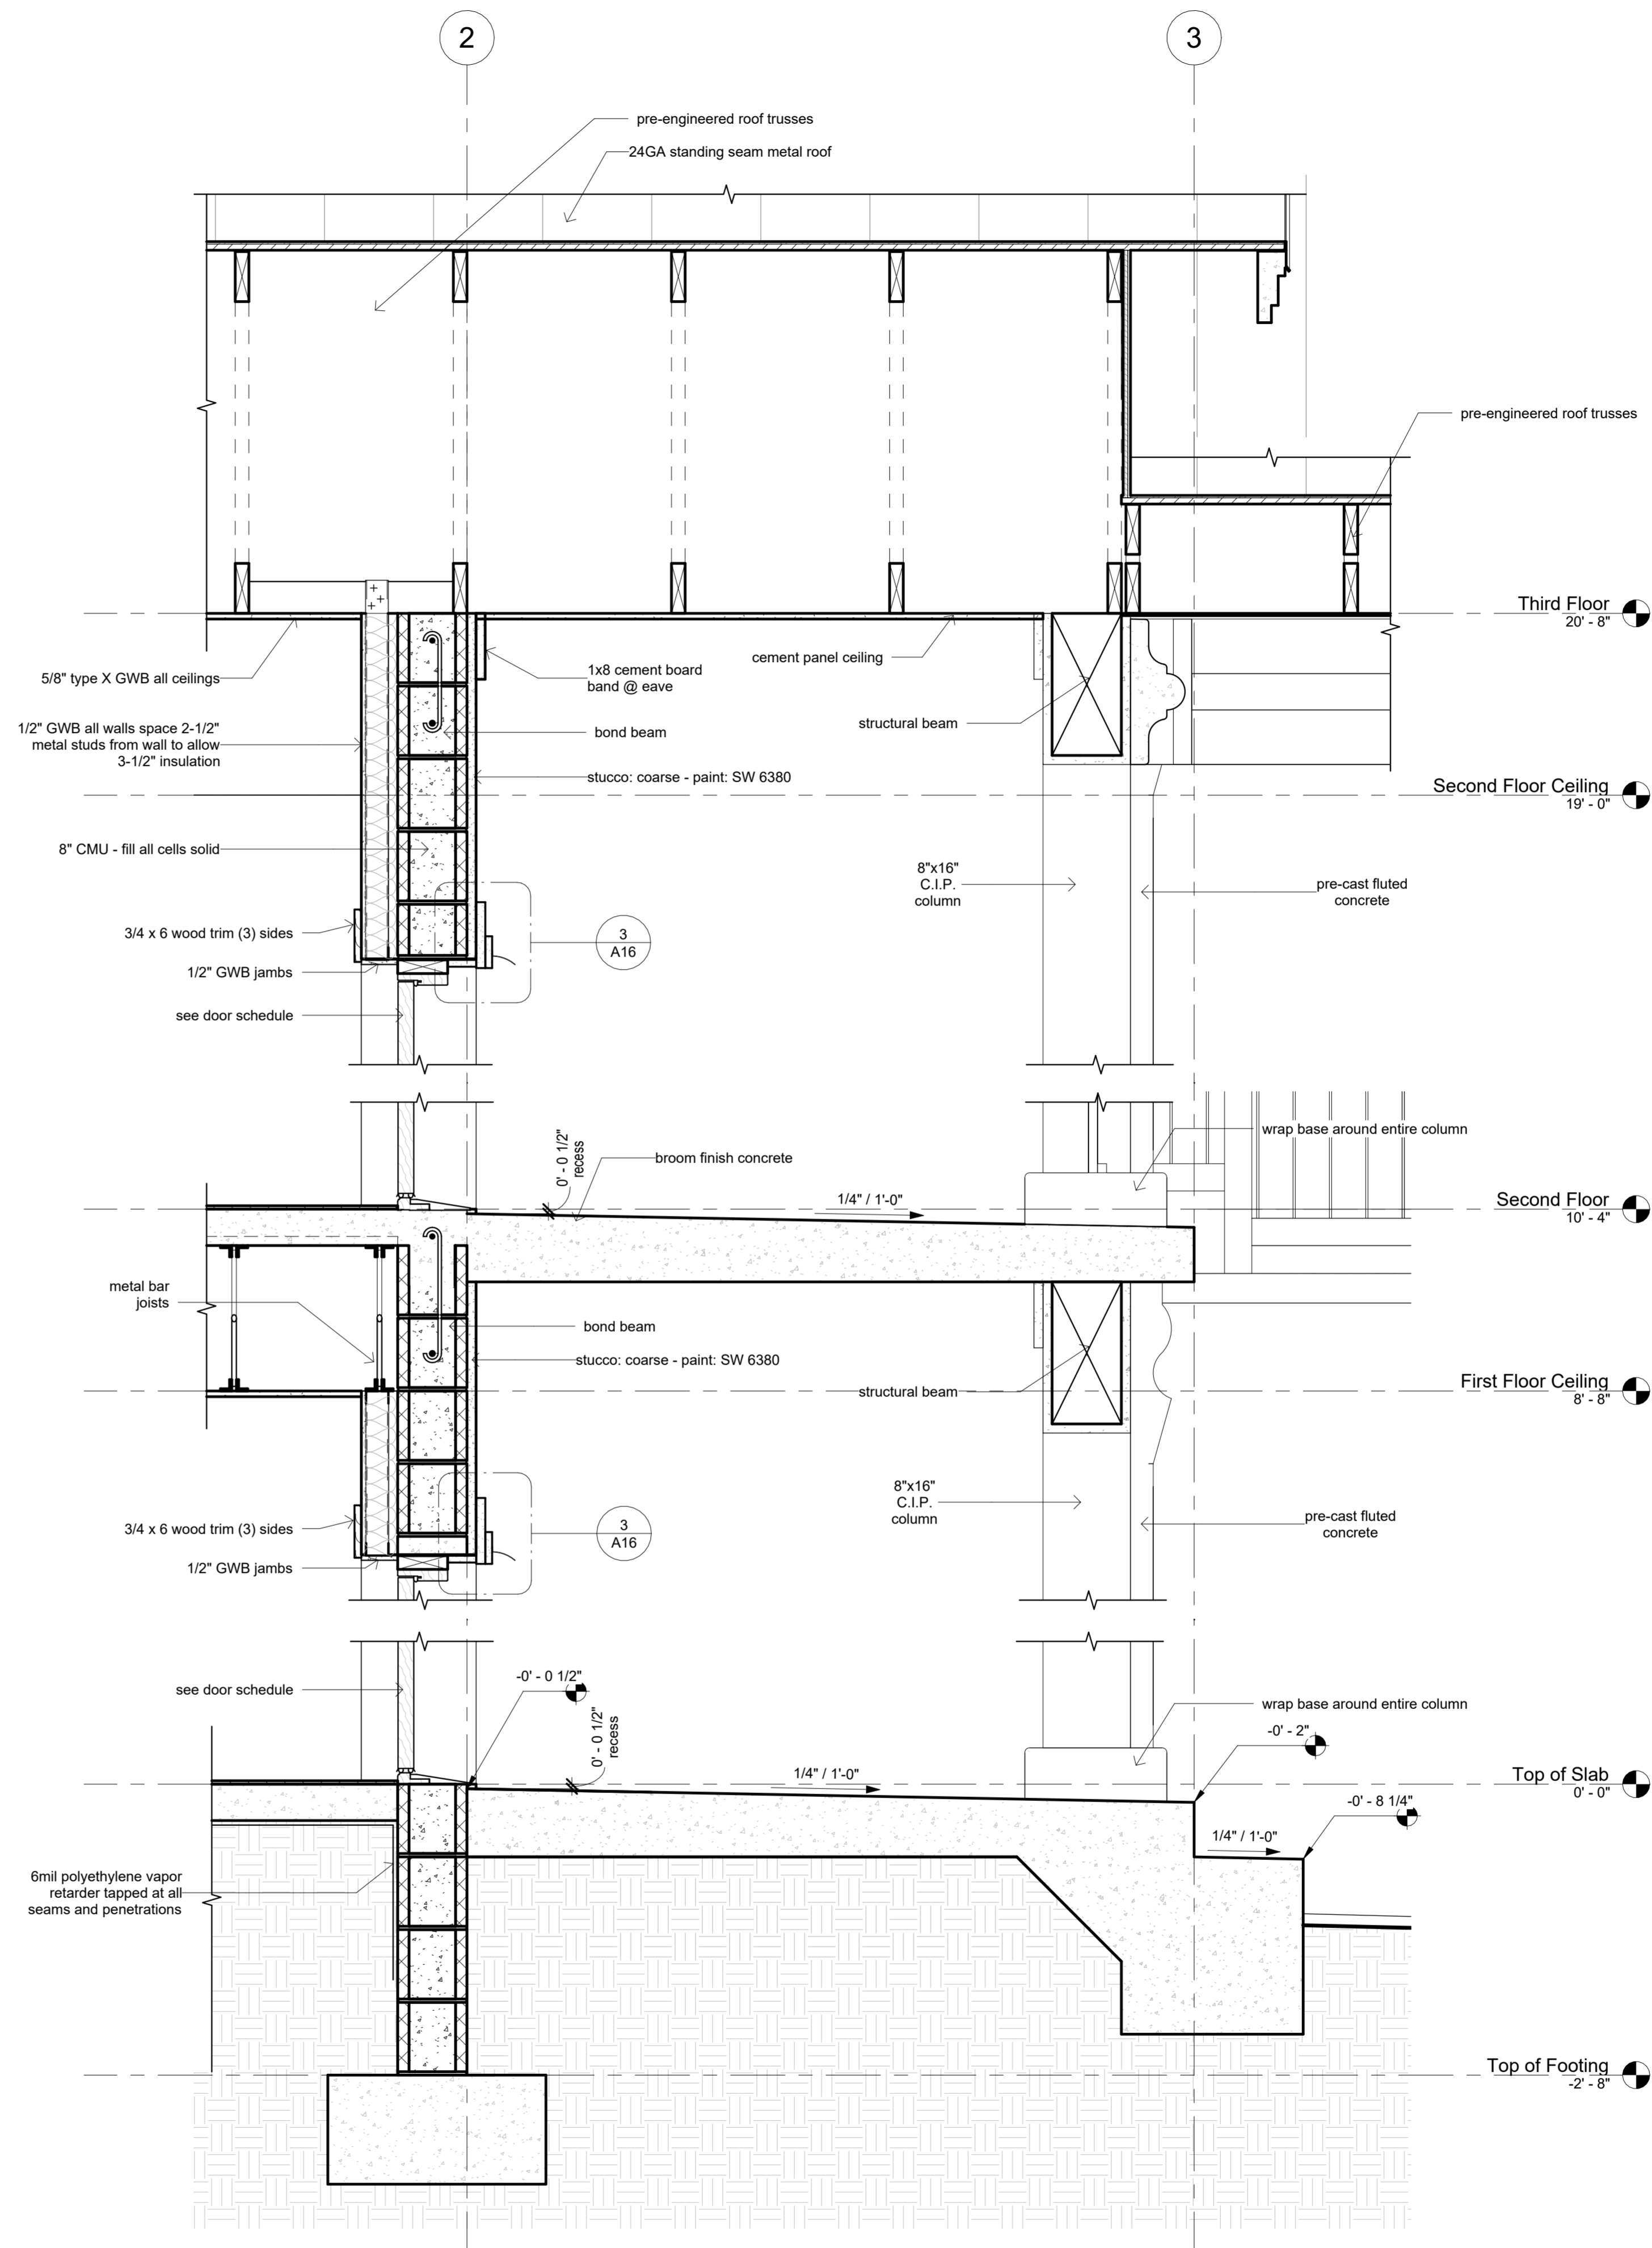 2
3
pre-engineered roof trusses
24GA standing seam metal roof
pre-engineered roof trusses
Third Floor
20' - 8"
5/8" type X GWB all ceilings
1x8 cement board
band @ eave
cement panel ceiling
1/2" GWB all walls space 2-1/2"
metal studs from wall to allow
3-1/2" insulation
bond beam
structural beam
stucco: coarse - paint: SW 6380
Second Floor Ceiling
19' - 0"
8" CMU - fill all cells solid
8"x16"
C.I.P.
column
pre-cast fluted
concrete
3/4 x 6 wood trim (3) sides
3
A16
1/2" GWB jambs
see door schedule
wrap base around entire column
0' - 0 1/2"
recess
broom finish concrete
1/4" / 1'-0"
Second Floor
10' - 4"
metal bar
joists
bond beam
stucco: coarse - paint: SW 6380
structural beam
First Floor Ceiling
8' - 8"
8"x16"
C.I.P.
column
pre-cast fluted
concrete
3/4 x 6 wood trim (3) sides
3
A16
1/2" GWB jambs
see door schedule
-0' - 0 1/2"
0' - 0 1/2"
recess
wrap base around entire column
-0' - 2"
1/4" / 1'-0"
Top of Slab
0' - 0"
-0' - 8 1/4"
1/4" / 1'-0"
6mil polyethylene vapor
retarder tapped at all
seams and penetrations
Top of Footing
-2' - 8"